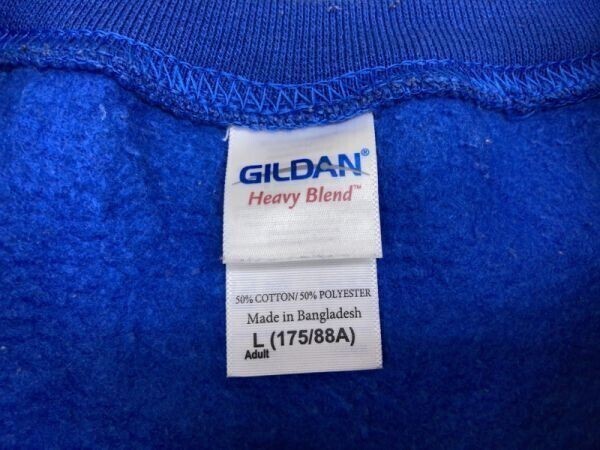 GILDAN®
Heavy Blend™
50% COTTON/50% POLYESTER
Made in Bangladesh
L (175/88A)
Adult